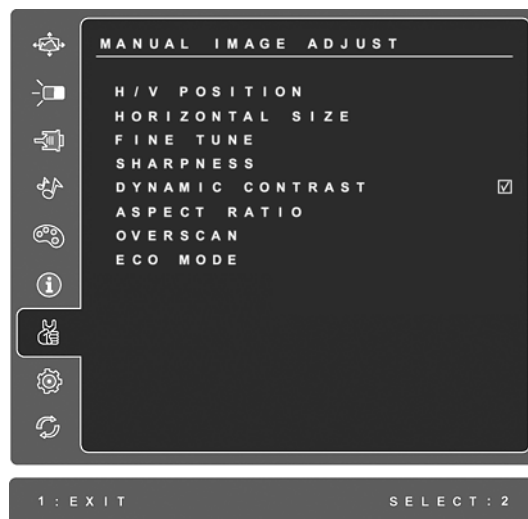 MANUAL IMAGE ADJUST
H/V POSITION
HORIZONTAL SIZE
FINE TUNE
SHARPNESS
DYNAMIC CONTRAST
ASPECT RATIO
OVERSCAN
ECO MODE
1:EXIT SELECT:2